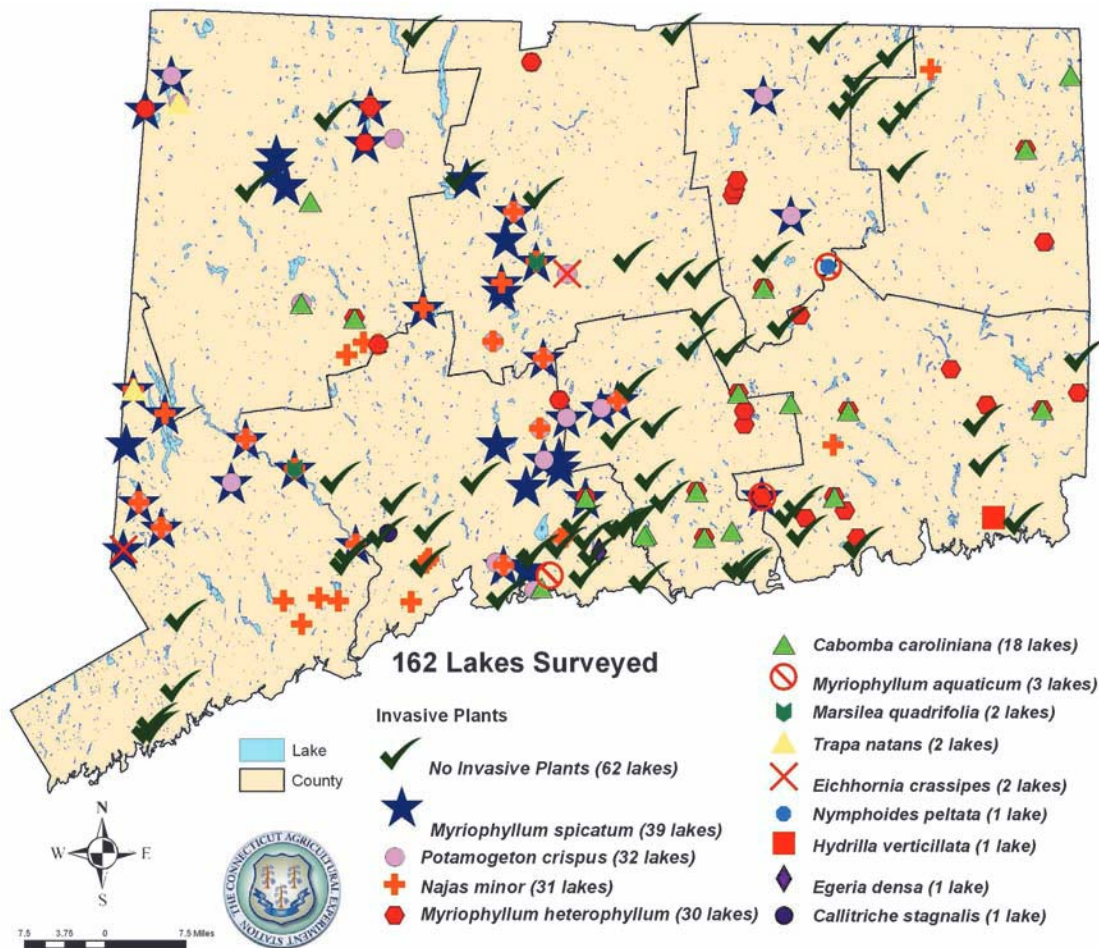 162 Lakes Surveyed
Invasive Plants
Lake
County
No Invasive Plants (62 lakes)
Myriophyllum spicatum (39 lakes)
Potamogeton crispus (32 lakes)
Najas minor (31 lakes)
Myriophyllum heterophyllum (30 lakes)
Cabomba caroliniana (18 lakes)
Myriophyllum aquaticum (3 lakes)
Marsilea quadrifolia (2 lakes)
Trapa natans (2 lakes)
Eichhornia crassipes (2 lakes)
Nymphoides peltata (1 lake)
Hydrilla verticillata (1 lake)
Egeria densa (1 lake)
Callitriche stagnalis (1 lake)
N
W E
S
THE CONNECTICUT AGRICULTURAL EXPERIMENT STATION
7.5 3.75 0 7.5 Miles